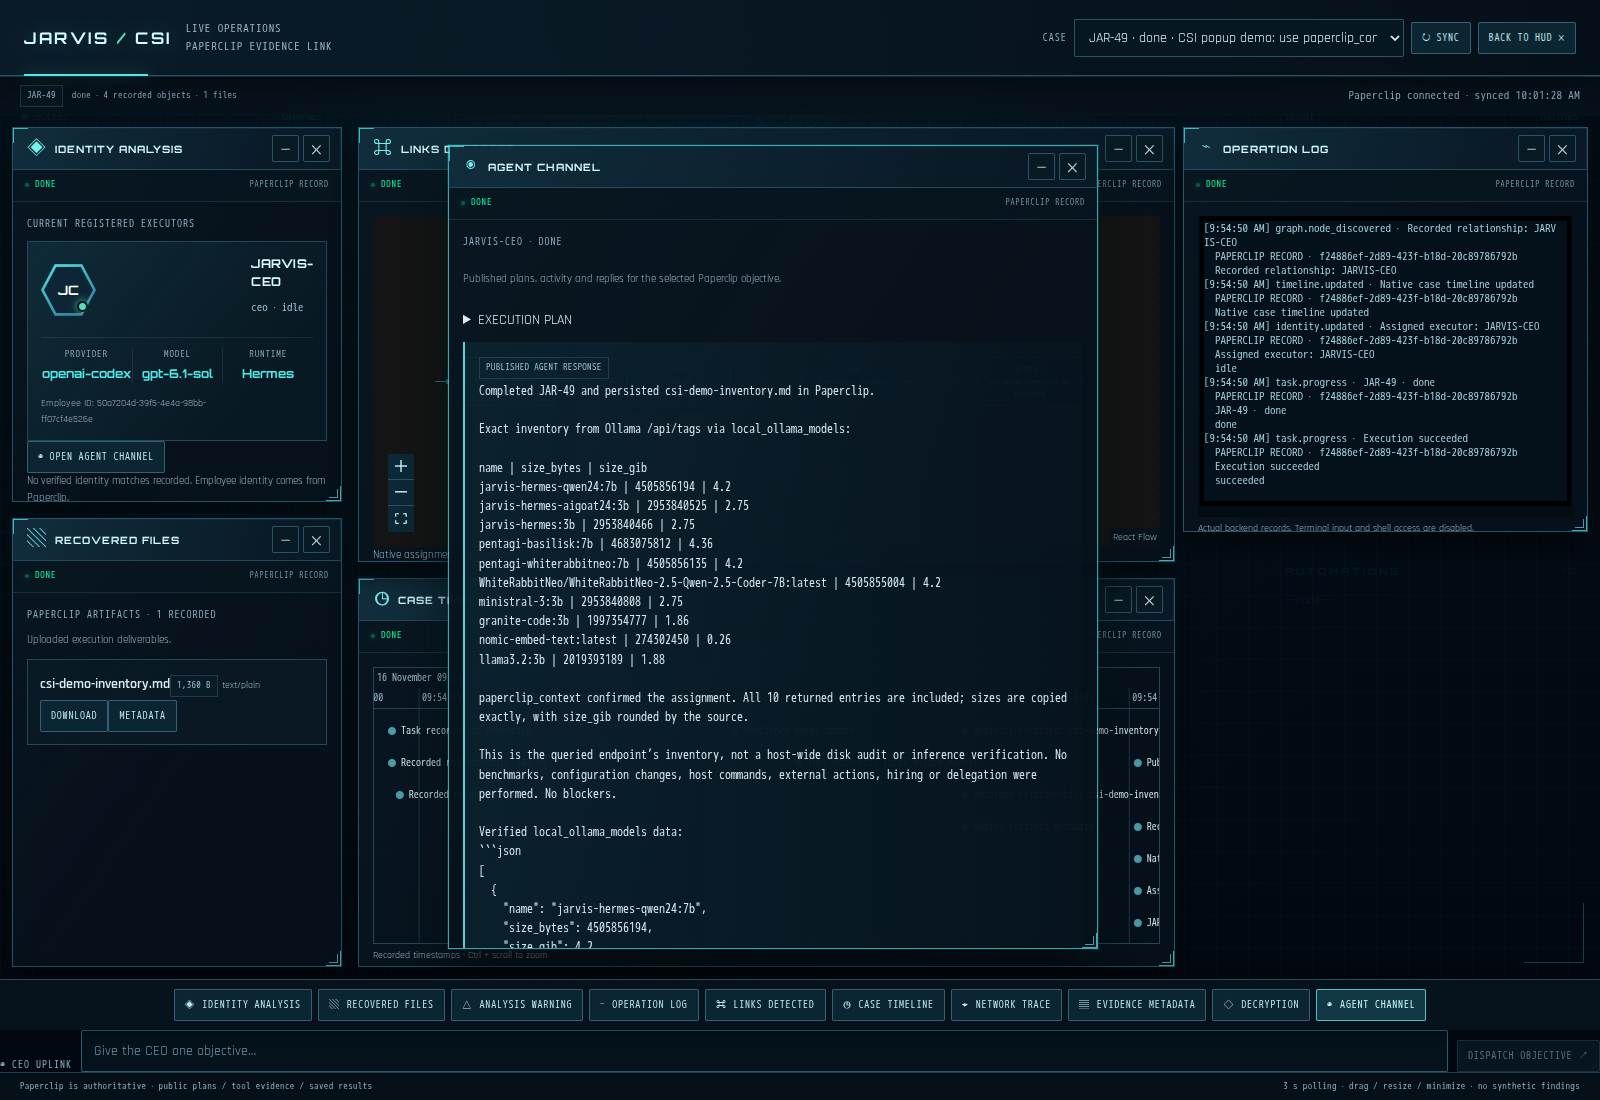 JARVIS / CSI
LIVE OPERATIONS
PAPERCLIP EVIDENCE LINK
CASE
JAR-49 · done · CSI popup demo: use paperclip_cor
SYNC
BACK TO HUD ×
JAR-49
done · 4 recorded objects · 1 files
Paperclip connected · synced 10:01:28 AM
IDENTITY ANALYSIS
DONE
PAPERCLIP RECORD
CURRENT REGISTERED EXECUTORS
JC
JARVIS-
CEO
ceo · idle
PROVIDER
MODEL
RUNTIME
openai-codex
gpt-6.1-sol
Hermes
Employee ID: 50a7204d-39f5-4e4a-98bb-
ff07cf4e526e
OPEN AGENT CHANNEL
No verified identity matches recorded. Employee identity comes from
Paperclip.
RECOVERED FILES
DONE
PAPERCLIP RECORD
PAPERCLIP ARTIFACTS · 1 RECORDED
Uploaded execution deliverables.
csi-demo-inventory.md
1,360 B
text/plain
DOWNLOAD
METADATA
LINKS
DONE
React Flow
Native assignme
AGENT CHANNEL
DONE
PAPERCLIP RECORD
JARVIS-CEO · DONE
Published plans, activity and replies for the selected Paperclip objective.
▶ EXECUTION PLAN
PUBLISHED AGENT RESPONSE
Completed JAR-49 and persisted csi-demo-inventory.md in Paperclip.
Exact inventory from Ollama /api/tags via local_ollama_models:
name | size_bytes | size_gib
jarvis-hermes-qwen24:7b | 4505856194 | 4.2
jarvis-hermes-aigoat24:3b | 2953840525 | 2.75
jarvis-hermes:3b | 2953840466 | 2.75
pentagi-basilisk:7b | 4683075812 | 4.36
pentagi-whiterabbitneo:7b | 4505856135 | 4.2
WhiteRabbitNeo/WhiteRabbitNeo-2.5-Qwen-2.5-Coder-7B:latest | 4505855004 | 4.2
ministral-3:3b | 2953840808 | 2.75
granite-code:3b | 1997354777 | 1.86
nomic-embed-text:latest | 274302450 | 0.26
llama3.2:3b | 2019393189 | 1.88
paperclip_context confirmed the assignment. All 10 returned entries are included; sizes are copied
exactly, with size_gib rounded by the source.
This is the queried endpoint's inventory, not a host-wide disk audit or inference verification. No
benchmarks, configuration changes, host commands, external actions, hiring or delegation were
performed. No blockers.
Verified local_ollama_models data:
```json
[
{
"name": "jarvis-hermes-qwen24:7b",
"size_bytes": 4505856194,
"size_gib": 4.2
CASE TI
DONE
ERCLIP RECORD
16 November 09
00
09:54
09:54
Task recor
Recorded
Recorded
mo-inventory
Pub
si-demo-inven
Rec
Nat
Ass
JAR
Recorded timestamps · Ctrl + scroll to zoom
OPERATION LOG
DONE
PAPERCLIP RECORD
[9:54:50 AM] graph.node_discovered · Recorded relationship: JARV
IS-CEO
PAPERCLIP RECORD · f24886ef-2d89-423f-b18d-20c89786792b
Recorded relationship: JARVIS-CEO
[9:54:50 AM] timeline.updated · Native case timeline updated
PAPERCLIP RECORD · f24886ef-2d89-423f-b18d-20c89786792b
Native case timeline updated
[9:54:50 AM] identity.updated · Assigned executor: JARVIS-CEO
PAPERCLIP RECORD · f24886ef-2d89-423f-b18d-20c89786792b
Assigned executor: JARVIS-CEO
idle
[9:54:50 AM] task.progress · JAR-49 · done
PAPERCLIP RECORD · f24886ef-2d89-423f-b18d-20c89786792b
JAR-49 · done
done
[9:54:50 AM] task.progress · Execution succeeded
PAPERCLIP RECORD · f24886ef-2d89-423f-b18d-20c89786792b
Execution succeeded
succeeded
Actual backend records. Terminal input and shell access are disabled.
AUTOMATIONS
IDENTITY ANALYSIS
RECOVERED FILES
ANALYSIS WARNING
OPERATION LOG
LINKS DETECTED
CASE TIMELINE
NETWORK TRACE
EVIDENCE METADATA
DECRYPTION
AGENT CHANNEL
CEO UPLINK
Give the CEO one objective...
DISPATCH OBJECTIVE ↗
Paperclip is authoritative · public plans / tool evidence / saved results
3 s polling · drag / resize / minimize · no synthetic findings